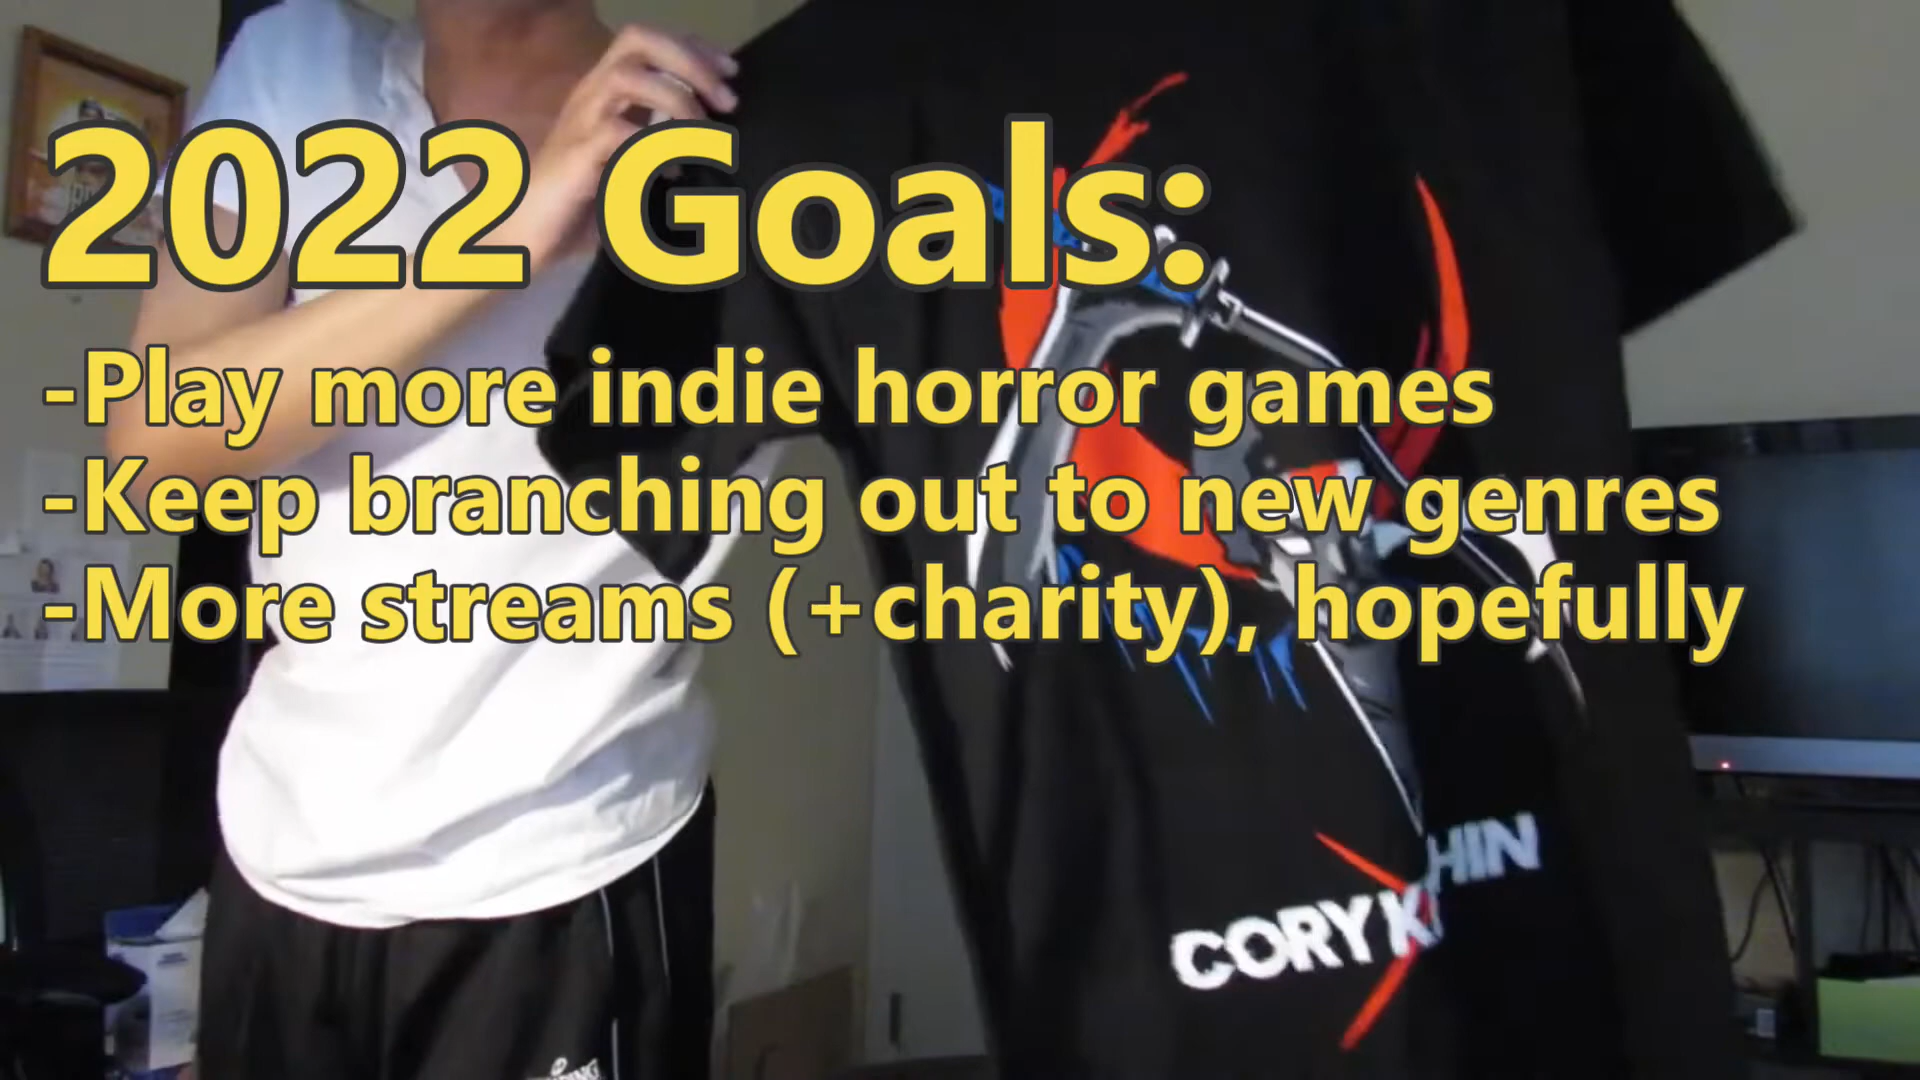 2022 Goals:
-Play more indie horror games
-Keep branching out to new genres
-More streams (+charity), hopefully
CORY K HIN